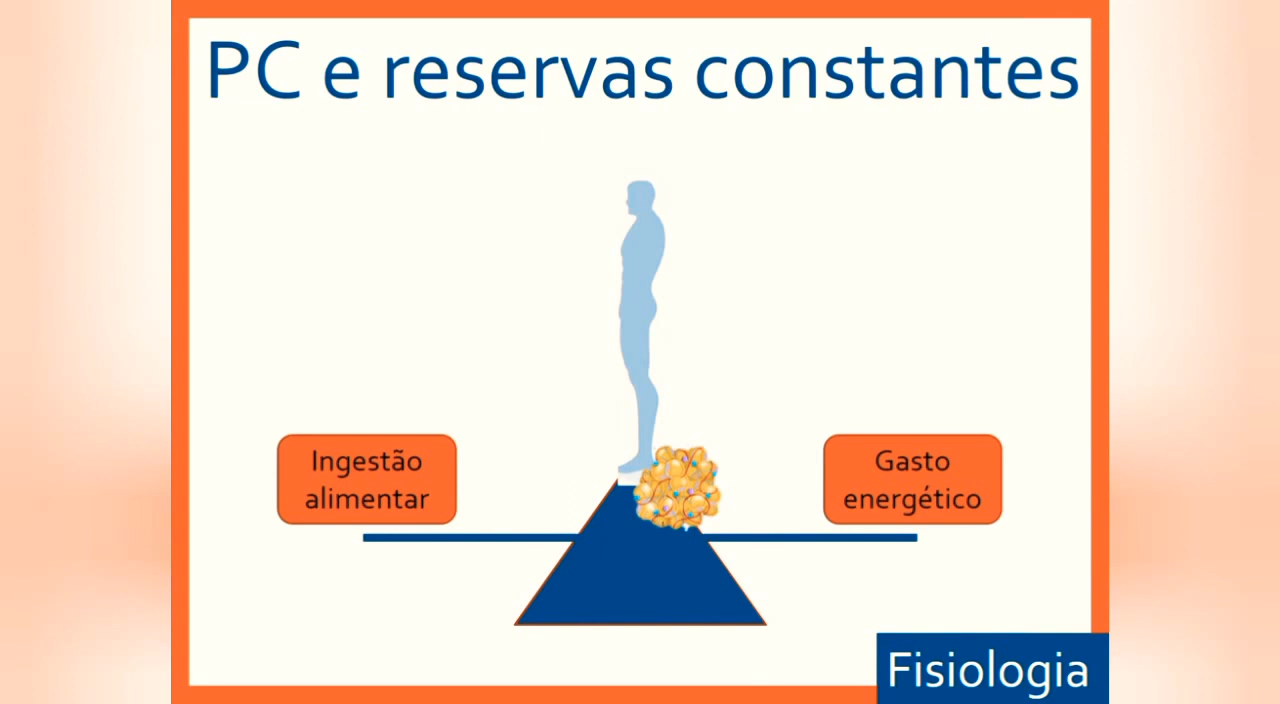 PC e reservas constantes
Ingestão
alimentar
Gasto
energético
Fisiologia